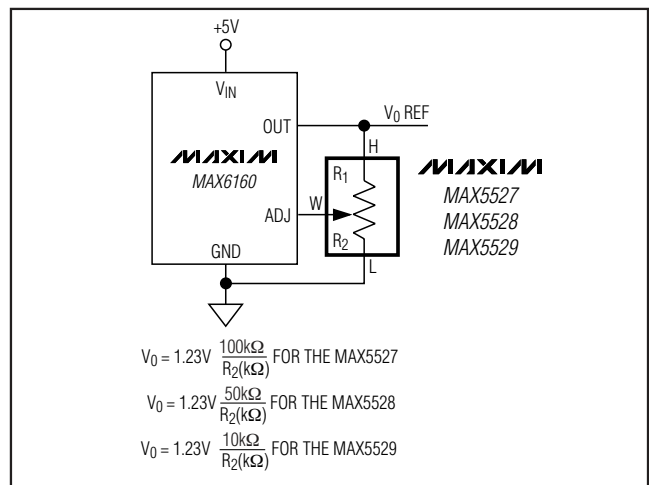 +5V
VIN
OUT
V0 REF
H
MAXIM
MAX6160
R1
MAXIM
MAX5527
MAX5528
MAX5529
ADJ
W
R2
GND
L
V0 = 1.23V 100kΩ/R2(kΩ) FOR THE MAX5527
V0 = 1.23V 50kΩ/R2(kΩ) FOR THE MAX5528
V0 = 1.23V 10kΩ/R2(kΩ) FOR THE MAX5529